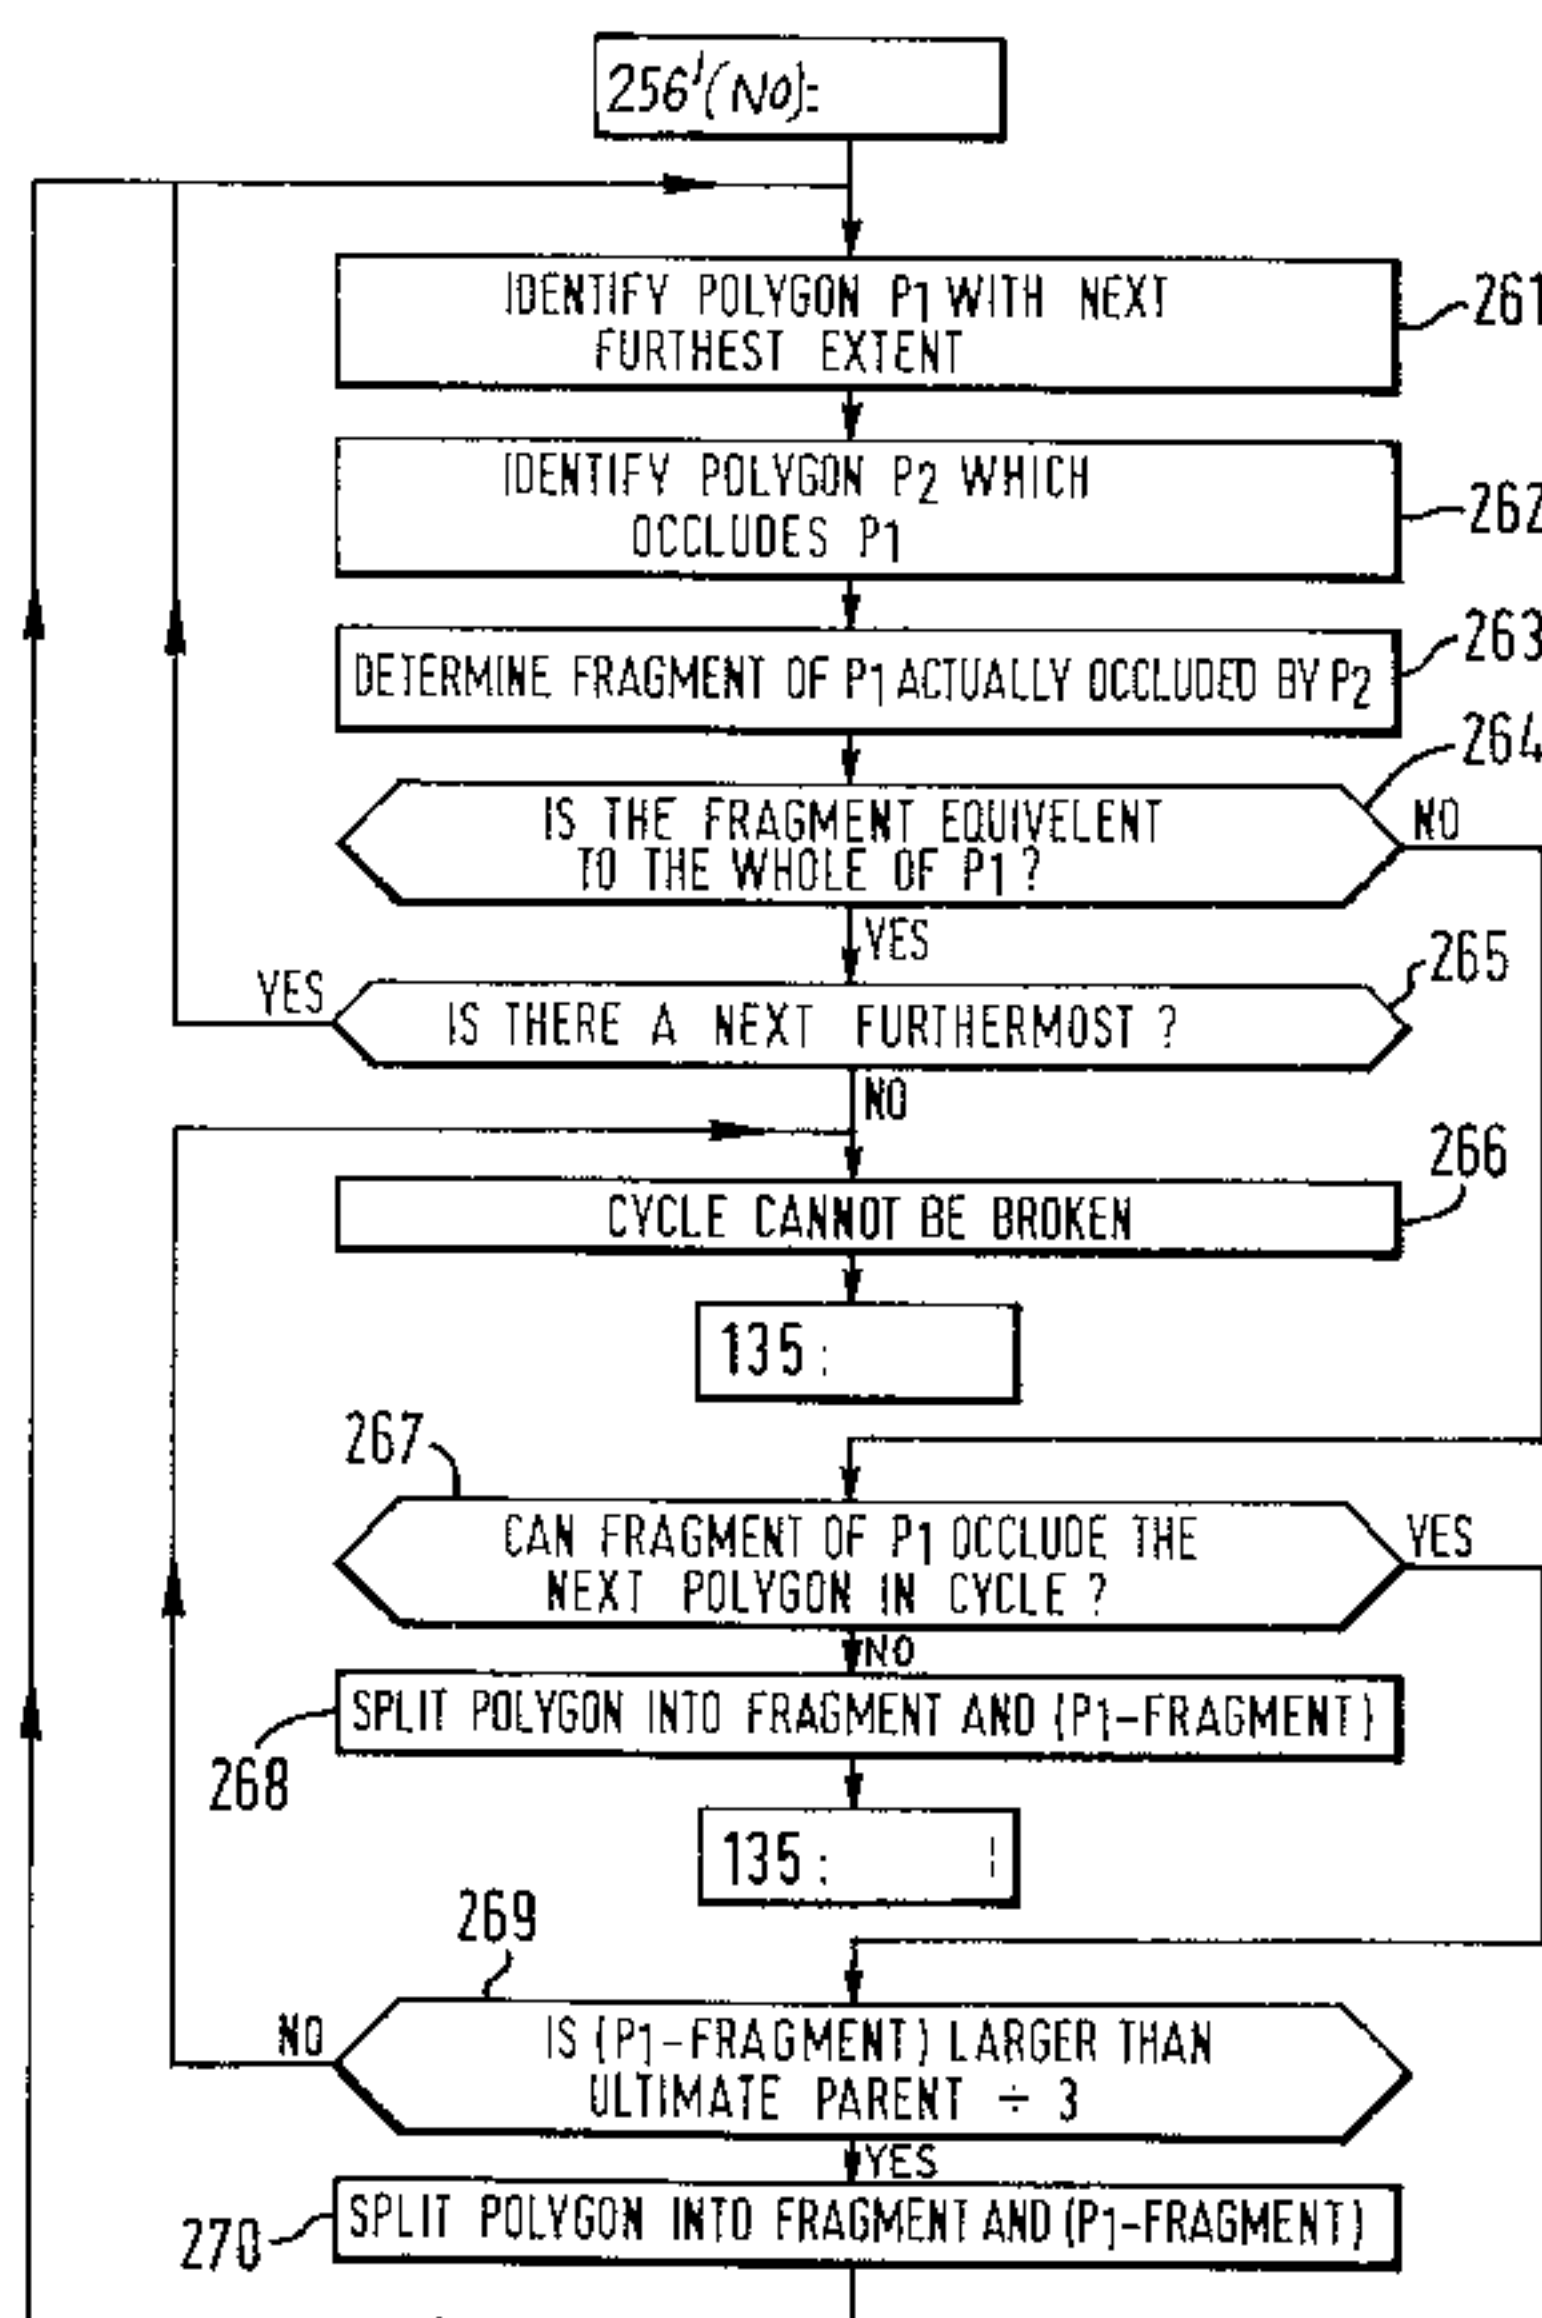 256'(NO):
IDENTIFY POLYGON P1 WITH NEXT
FURTHEST EXTENT
261
IDENTIFY POLYGON P2 WHICH
OCCLUDES P1
262
DETERMINE FRAGMENT OF P1 ACTUALLY OCCLUDED BY P2
263
264
IS THE FRAGMENT EQUIVELENT
TO THE WHOLE OF P1 ?
NO
YES
265
YES
IS THERE A NEXT FURTHERMOST ?
NO
266
CYCLE CANNOT BE BROKEN
135 :
267
CAN FRAGMENT OF P1 OCCLUDE THE
NEXT POLYGON IN CYCLE ?
YES
NO
SPLIT POLYGON INTO FRAGMENT AND (P1-FRAGMENT)
268
135 :
269
NO
IS (P1-FRAGMENT) LARGER THAN
ULTIMATE PARENT ÷ 3
YES
SPLIT POLYGON INTO FRAGMENT AND (P1-FRAGMENT)
270